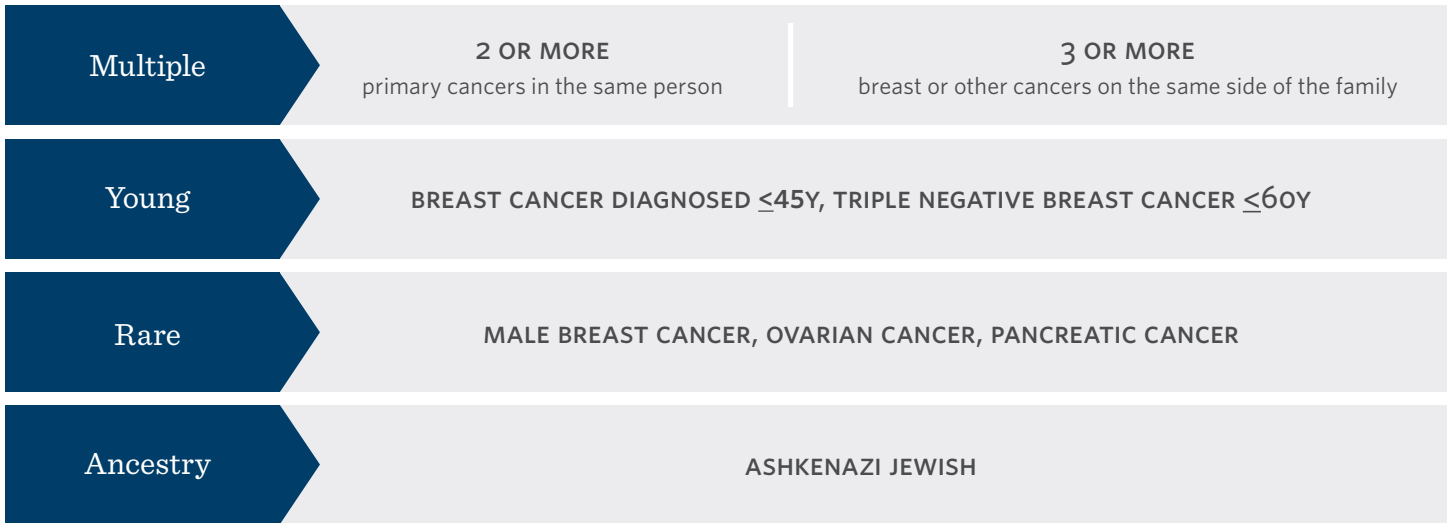 Multiple
2 OR MORE
primary cancers in the same person
3 OR MORE
breast or other cancers on the same side of the family
Young
BREAST CANCER DIAGNOSED ≤45Y, TRIPLE NEGATIVE BREAST CANCER ≤60Y
Rare
MALE BREAST CANCER, OVARIAN CANCER, PANCREATIC CANCER
Ancestry
ASHKENAZI JEWISH